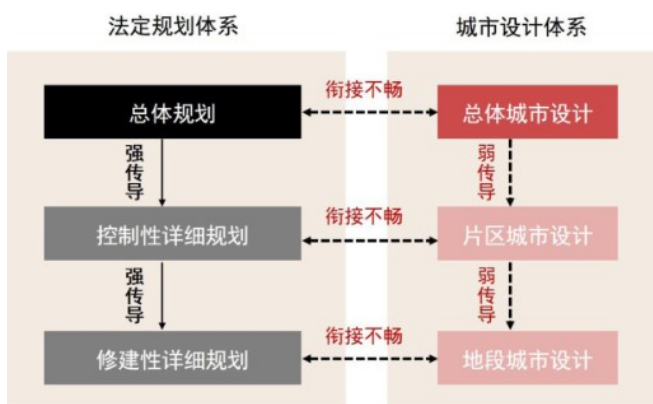 法定规划体系
城市设计体系
总体规划
衔接不畅
总体城市设计
强传导
弱传导
控制性详细规划
衔接不畅
片区城市设计
强传导
弱传导
修建性详细规划
衔接不畅
地段城市设计